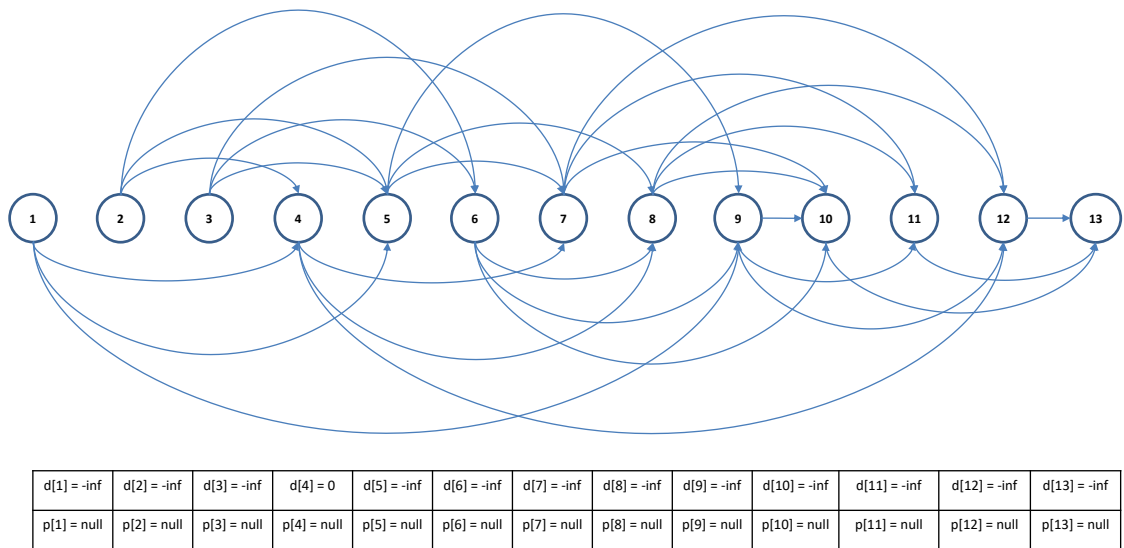 1 2 3 4 5 6 7 8 9 10 11 12 13
d[1] = -inf d[2] = -inf d[3] = -inf d[4] = 0 d[5] = -inf d[6] = -inf d[7] = -inf d[8] = -inf d[9] = -inf d[10] = -inf d[11] = -inf d[12] = -inf d[13] = -inf
p[1] = null p[2] = null p[3] = null p[4] = null p[5] = null p[6] = null p[7] = null p[8] = null p[9] = null p[10] = null p[11] = null p[12] = null p[13] = null